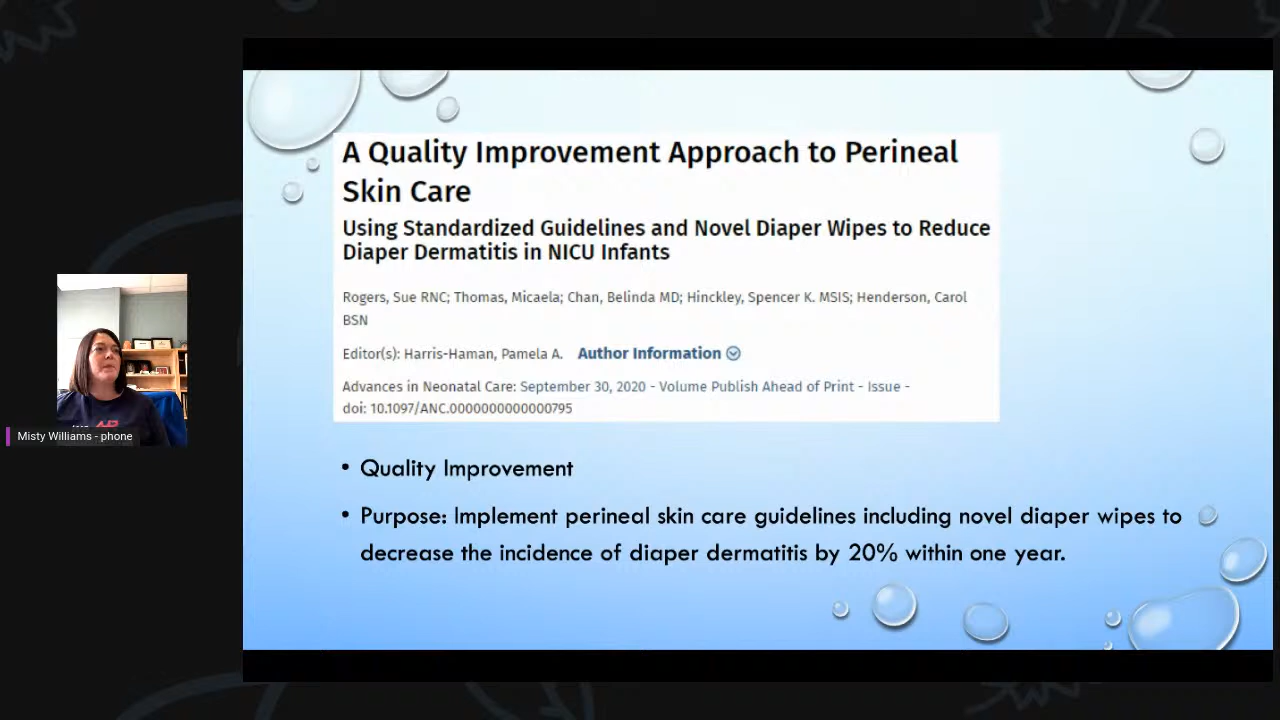 A Quality Improvement Approach to Perineal
Skin Care
Using Standardized Guidelines and Novel Diaper Wipes to Reduce
Diaper Dermatitis in NICU Infants
Rogers, Sue RNC; Thomas, Micaela; Chan, Belinda MD; Hinckley, Spencer K. MSIS; Henderson, Carol
BSN
Editor(s): Harris-Haman, Pamela A. Author Information
Advances in Neonatal Care: September 30, 2020 - Volume Publish Ahead of Print - Issue -
doi: 10.1097/ANC.0000000000000795
Misty Williams - phone
• Quality Improvement
• Purpose: Implement perineal skin care guidelines including novel diaper wipes to
decrease the incidence of diaper dermatitis by 20% within one year.